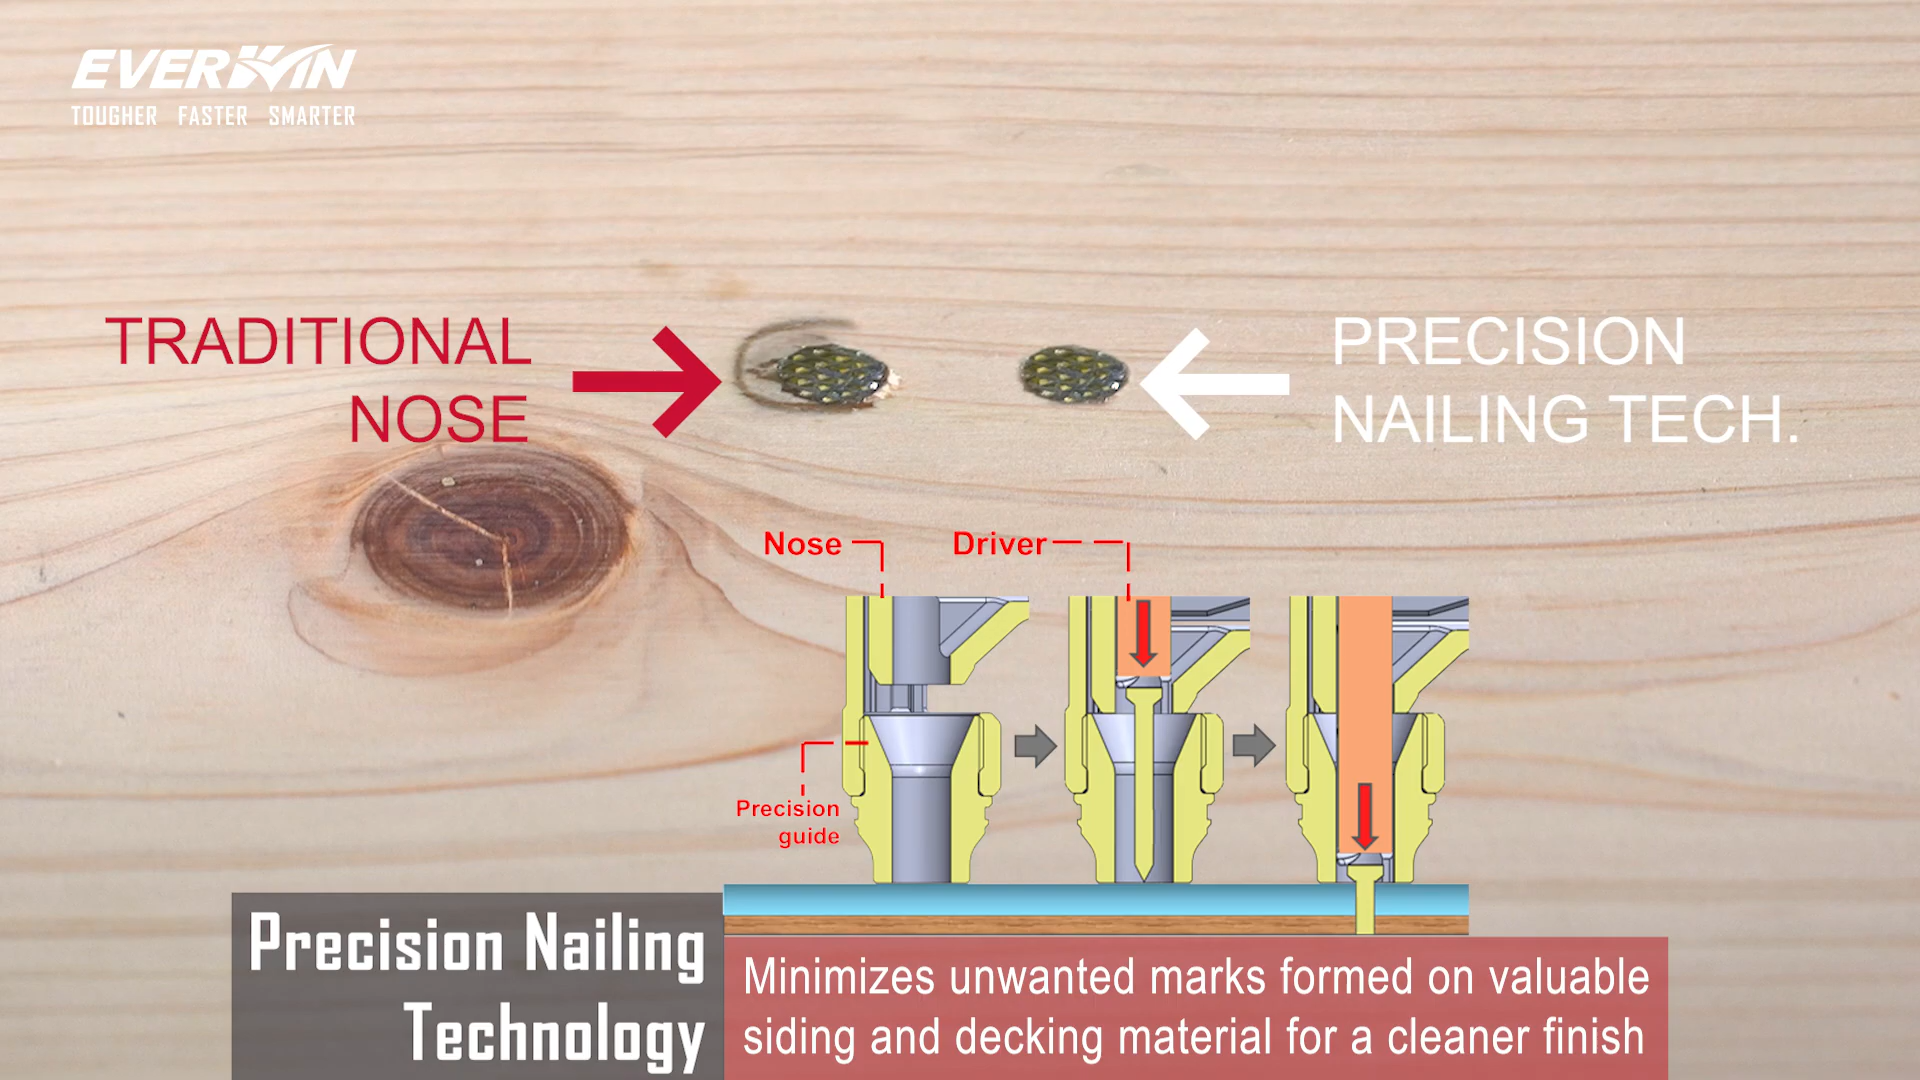 EVERWIN
TOUGHER FASTER SMARTER
TRADITIONAL
NOSE
PRECISION
NAILING TECH.
Nose
Driver
Precision
guide
Precision Nailing
Technology
Minimizes unwanted marks formed on valuable
siding and decking material for a cleaner finish